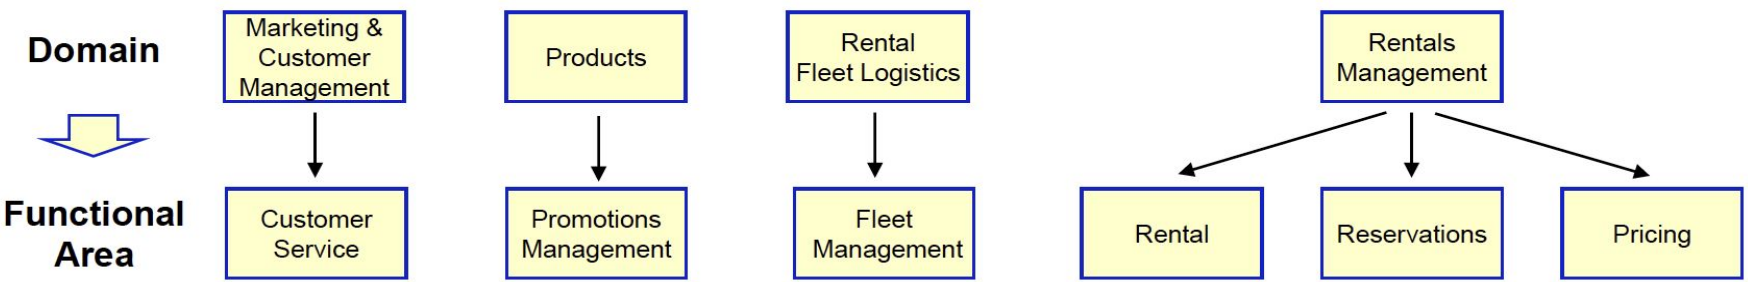 Domain
Marketing &
Customer
Management
Products
Rental
Fleet Logistics
Rentals
Management
Functional
Area
Customer
Service
Promotions
Management
Fleet
Management
Rental
Reservations
Pricing